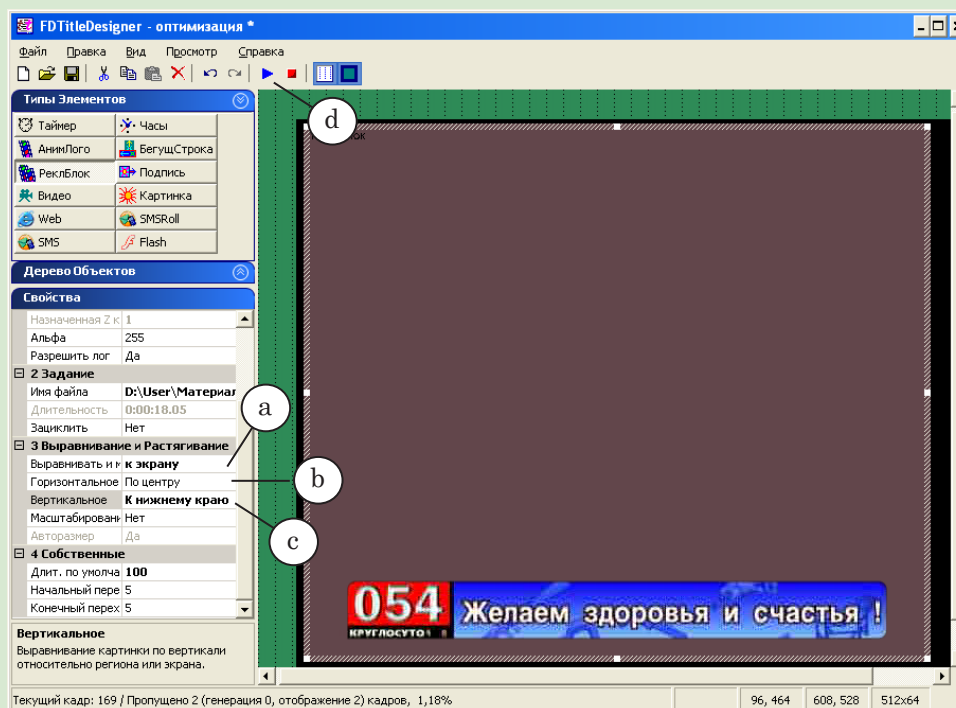 FDTitleDesigner - оптимизация *
Файл Правка Вид Просмотр Справка
Типы Элементов
Таймер Часы
АнимЛого БегущСтрока
РеклБлок Подпись
Видео Картинка
Web SMSRoll
SMS Flash
Дерево Объектов
Свойства
Назначенная Z к 1
Альфа 255
Разрешить лог Да
2 Задание
Имя файла D:\User\Материал
Длительность 0:00:18.05
Зациклить Нет
3 Выравнивание и Растягивание
Выравнивать и м к экрану
Горизонтальное По центру
Вертикальное К нижнему краю
Масштабировани Нет
Авторазмер Да
4 Собственные
Длит. по умолча 100
Начальный пере 5
Конечный перех 5
Вертикальное
Выравнивание картинки по вертикали
относительно региона или экрана.
a
b
c
d
054
Желаем здоровья и счастья !
Текущий кадр: 169 / Пропущено 2 (генерация 0, отображение 2) кадров, 1,18% 96, 464 608, 528 512x64